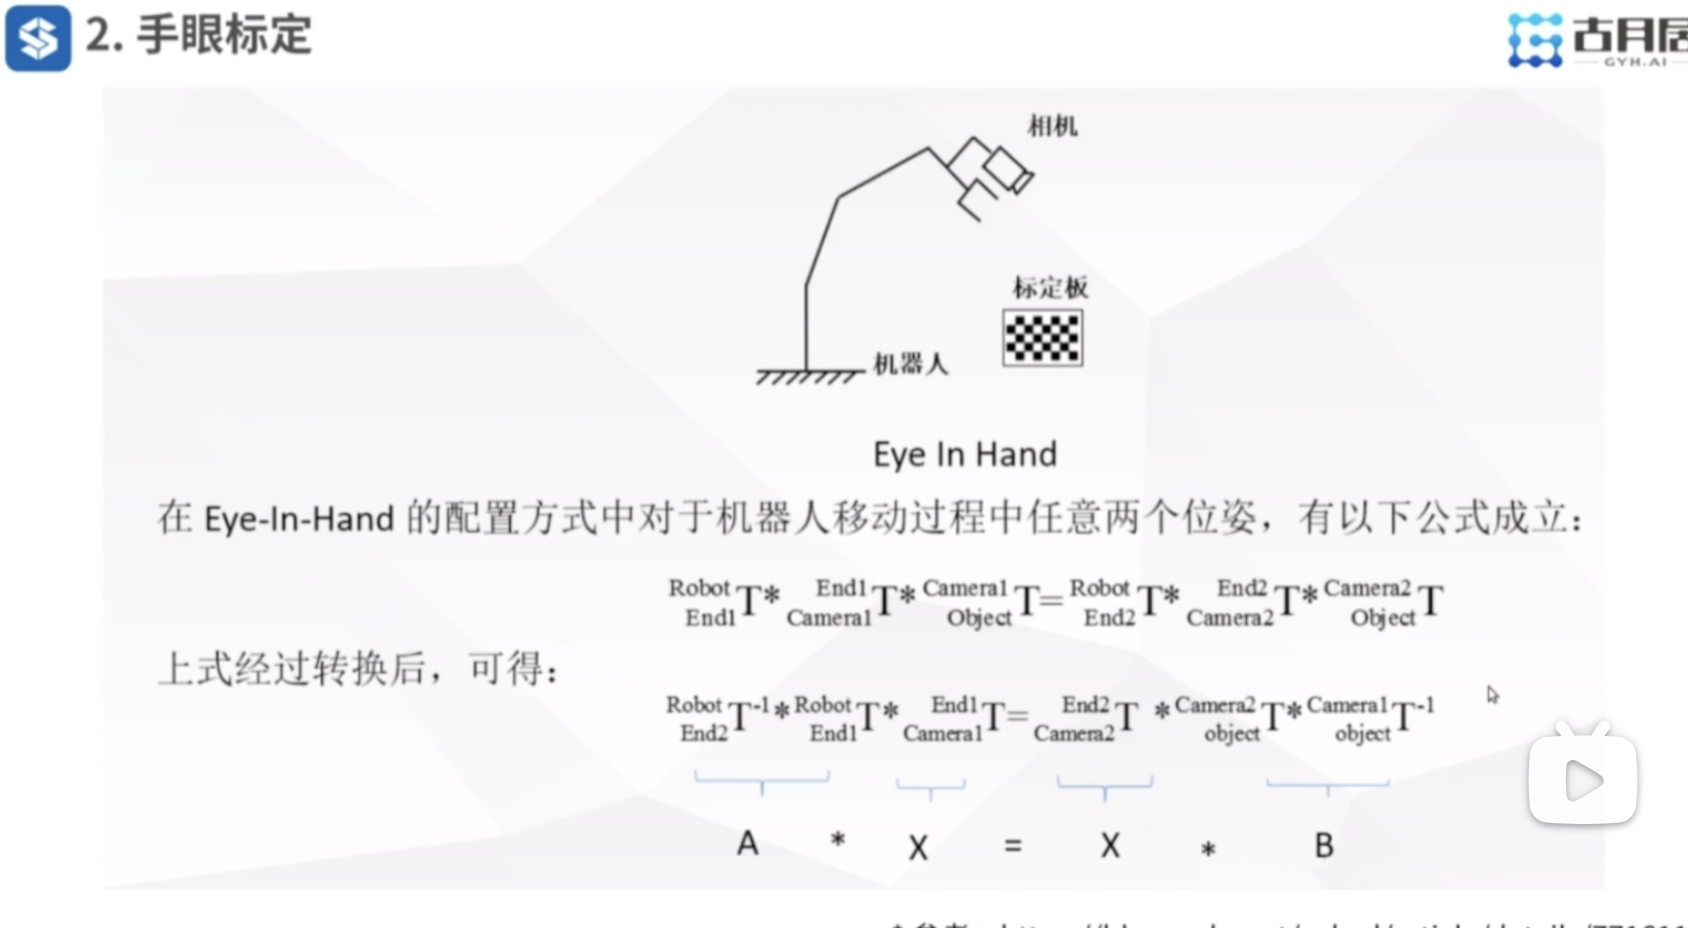 2. 手眼标定
古月居
GYH.AI
相机
标定板
机器人
Eye In Hand
在 Eye-In-Hand 的配置方式中对于机器人移动过程中任意两个位姿，有以下公式成立：
Robot End1 T* End1 Camera1 T* Camera1 Object T= Robot End2 T* End2 Camera2 T* Camera2 Object T
上式经过转换后，可得：
Robot End2 T-1* Robot End1 T* End1 Camera1 T= End2 Camera2 T * Camera2 object T* Camera1 object T-1
A * X = X * B